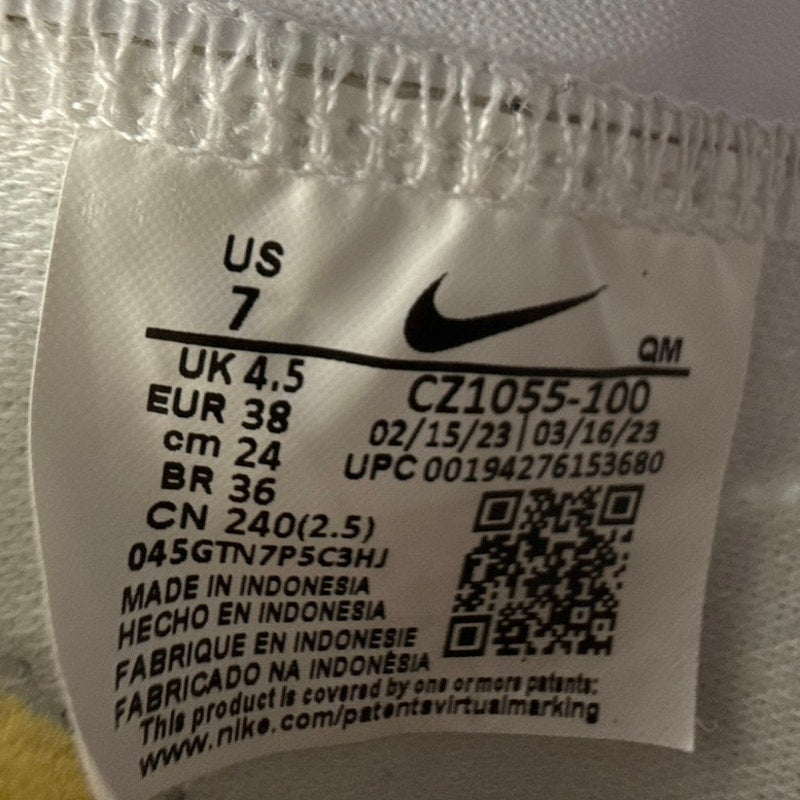 US
7
QM
UK 4.5
EUR 38
cm 24
BR 36
CN 240(2.5)
CZ1055-100
02/15/23 | 03/16/23
UPC 00194276153680
045GTN7P5C3HJ
MADE IN INDONESIA
HECHO EN INDONESIA
FABRIQUE EN INDONESIE
FABRICADO NA INDONÉSIA
This product is covered by one or more patents:
www.nike.com/patentsvirtualmarking